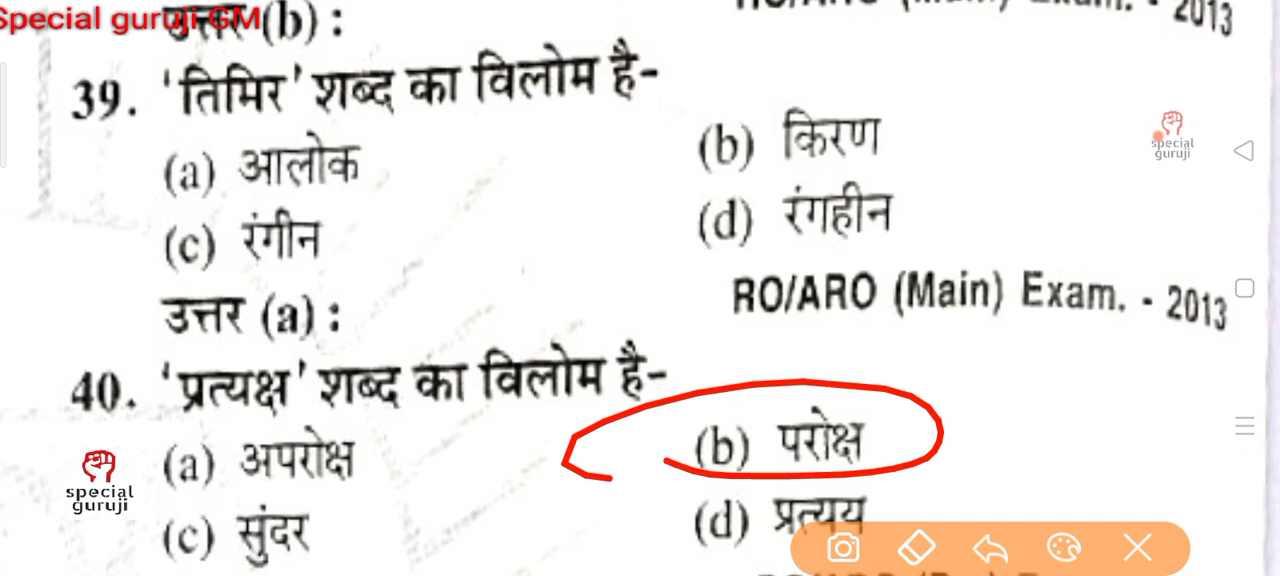 Special guruji GM
उत्तर (b) :
2013
39. 'तिमिर' शब्द का विलोम है-
(a) आलोक (b) किरण
special
guruji
(c) रंगीन (d) रंगहीन
उत्तर (a) : RO/ARO (Main) Exam. - 2013
40. 'प्रत्यक्ष' शब्द का विलोम है-
(a) अपरोक्ष (b) परोक्ष
special
guruji
(c) सुंदर (d) प्रत्यय